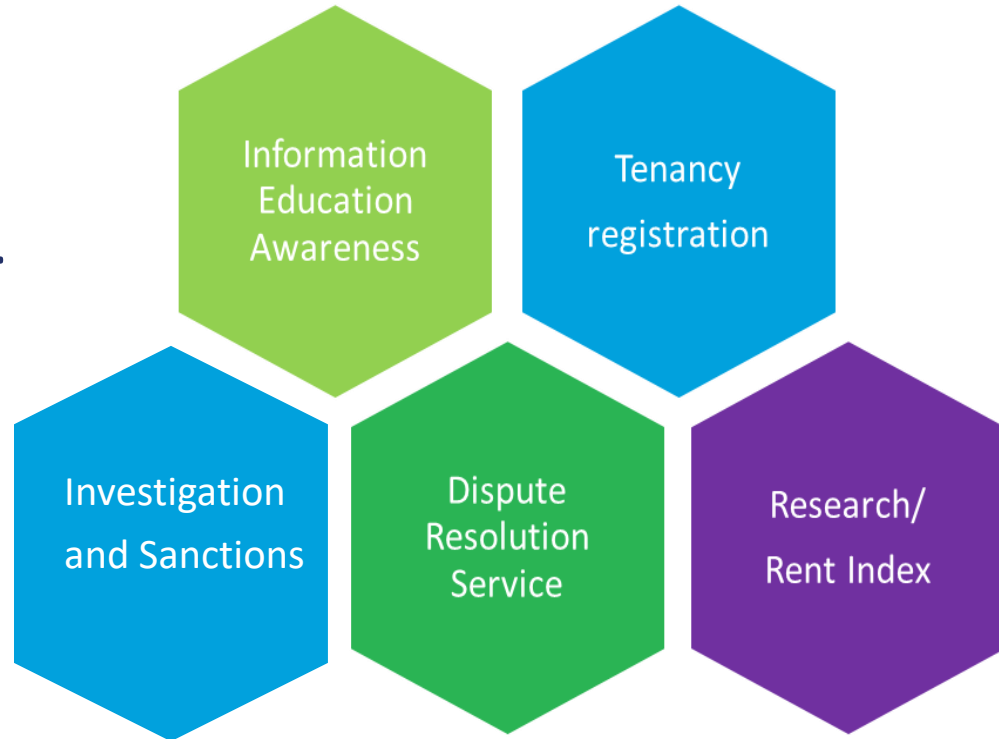 Information
Education
Awareness
Tenancy
registration
Investigation
and Sanctions
Dispute
Resolution
Service
Research/
Rent Index